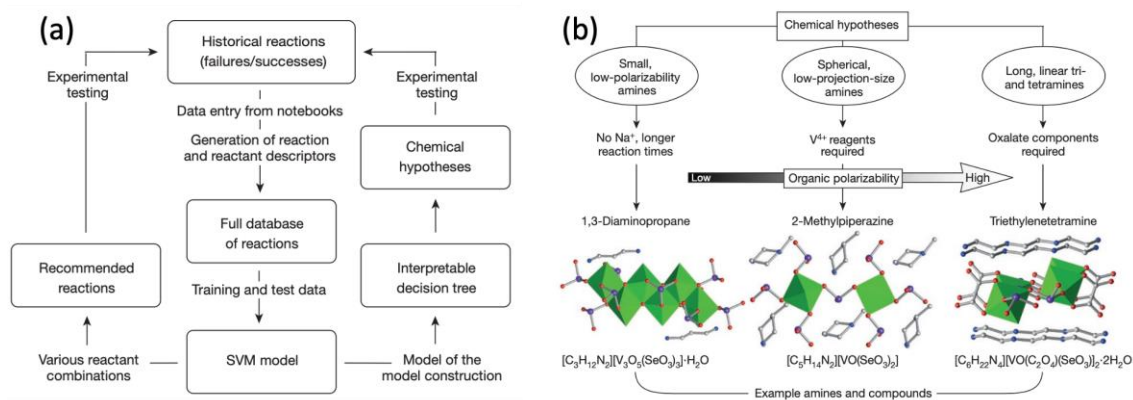 (a)
Historical reactions
(failures/successes)
Experimental
testing
Experimental
testing
Data entry from notebooks
Generation of reaction
and reactant descriptors
Chemical
hypotheses
Full database
of reactions
Recommended
reactions
Interpretable
decision tree
Training and test data
Various reactant
combinations
SVM model
Model of the
model construction
(b)
Chemical hypotheses
Small,
low-polarizability
amines
Spherical,
low-projection-size
amines
Long, linear tri-
and tetramines
No Na⁺, longer
reaction times
V⁴⁺ reagents
required
Oxalate components
required
Low
Organic polarizability
High
1,3-Diaminopropane
2-Methylpiperazine
Triethylenetetramine
[C₃H₁₂N₂][V₃O₅(SeO₃)₃]·H₂O
[C₅H₁₄N₂][VO(SeO₃)₂]
[C₆H₂₂N₄][VO(C₂O₄)(SeO₃)]₂·2H₂O
Example amines and compounds